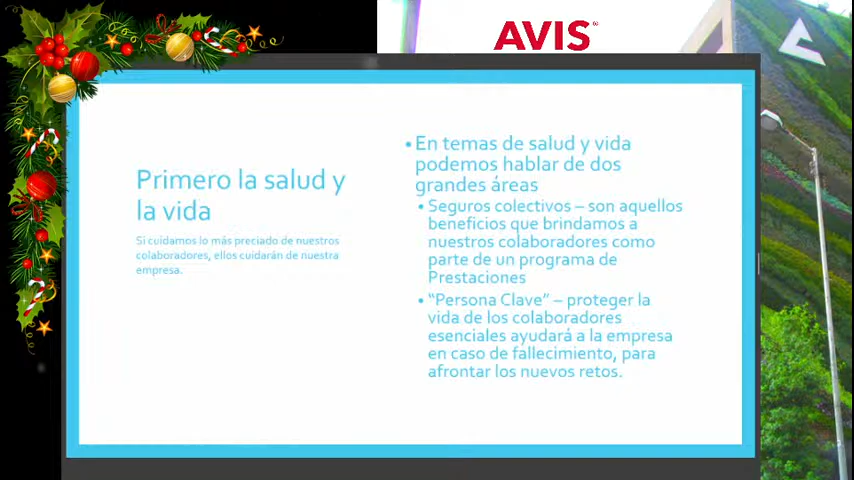 AVIS
Primero la salud y
la vida
Si cuidamos lo más preciado de nuestros
colaboradores, ellos cuidarán de nuestra
empresa.
• En temas de salud y vida
podemos hablar de dos
grandes áreas
• Seguros colectivos – son aquellos
beneficios que brindamos a
nuestros colaboradores como
parte de un programa de
Prestaciones
• “Persona Clave” – proteger la
vida de los colaboradores
esenciales ayudará a la empresa
en caso de fallecimiento, para
afrontar los nuevos retos.